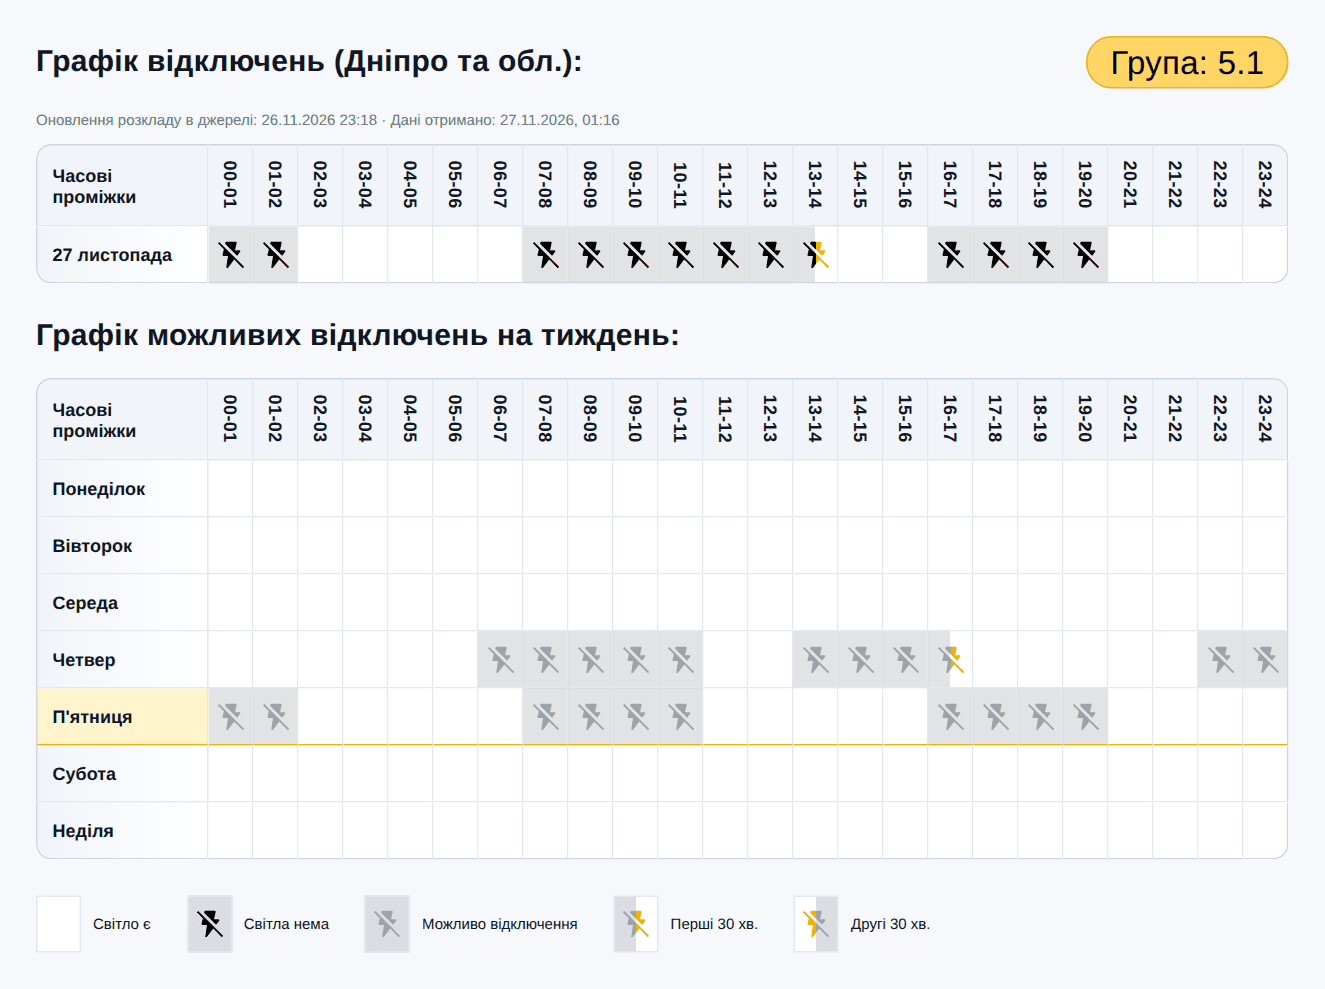 Графік відключень (Дніпро та обл.):
Група: 5.1
Оновлення розкладу в джерелі: 26.11.2026 23:18 · Дані отримано: 27.11.2026, 01:16
Часові проміжки 00-01 01-02 02-03 03-04 04-05 05-06 06-07 07-08 08-09 09-10 10-11 11-12 12-13 13-14 14-15 15-16 16-17 17-18 18-19 19-20 20-21 21-22 22-23 23-24
27 листопада
Графік можливих відключень на тиждень:
Часові проміжки 00-01 01-02 02-03 03-04 04-05 05-06 06-07 07-08 08-09 09-10 10-11 11-12 12-13 13-14 14-15 15-16 16-17 17-18 18-19 19-20 20-21 21-22 22-23 23-24
Понеділок
Вівторок
Середа
Четвер
П'ятниця
Субота
Неділя
Світло є Світла нема Можливо відключення Перші 30 хв. Другі 30 хв.